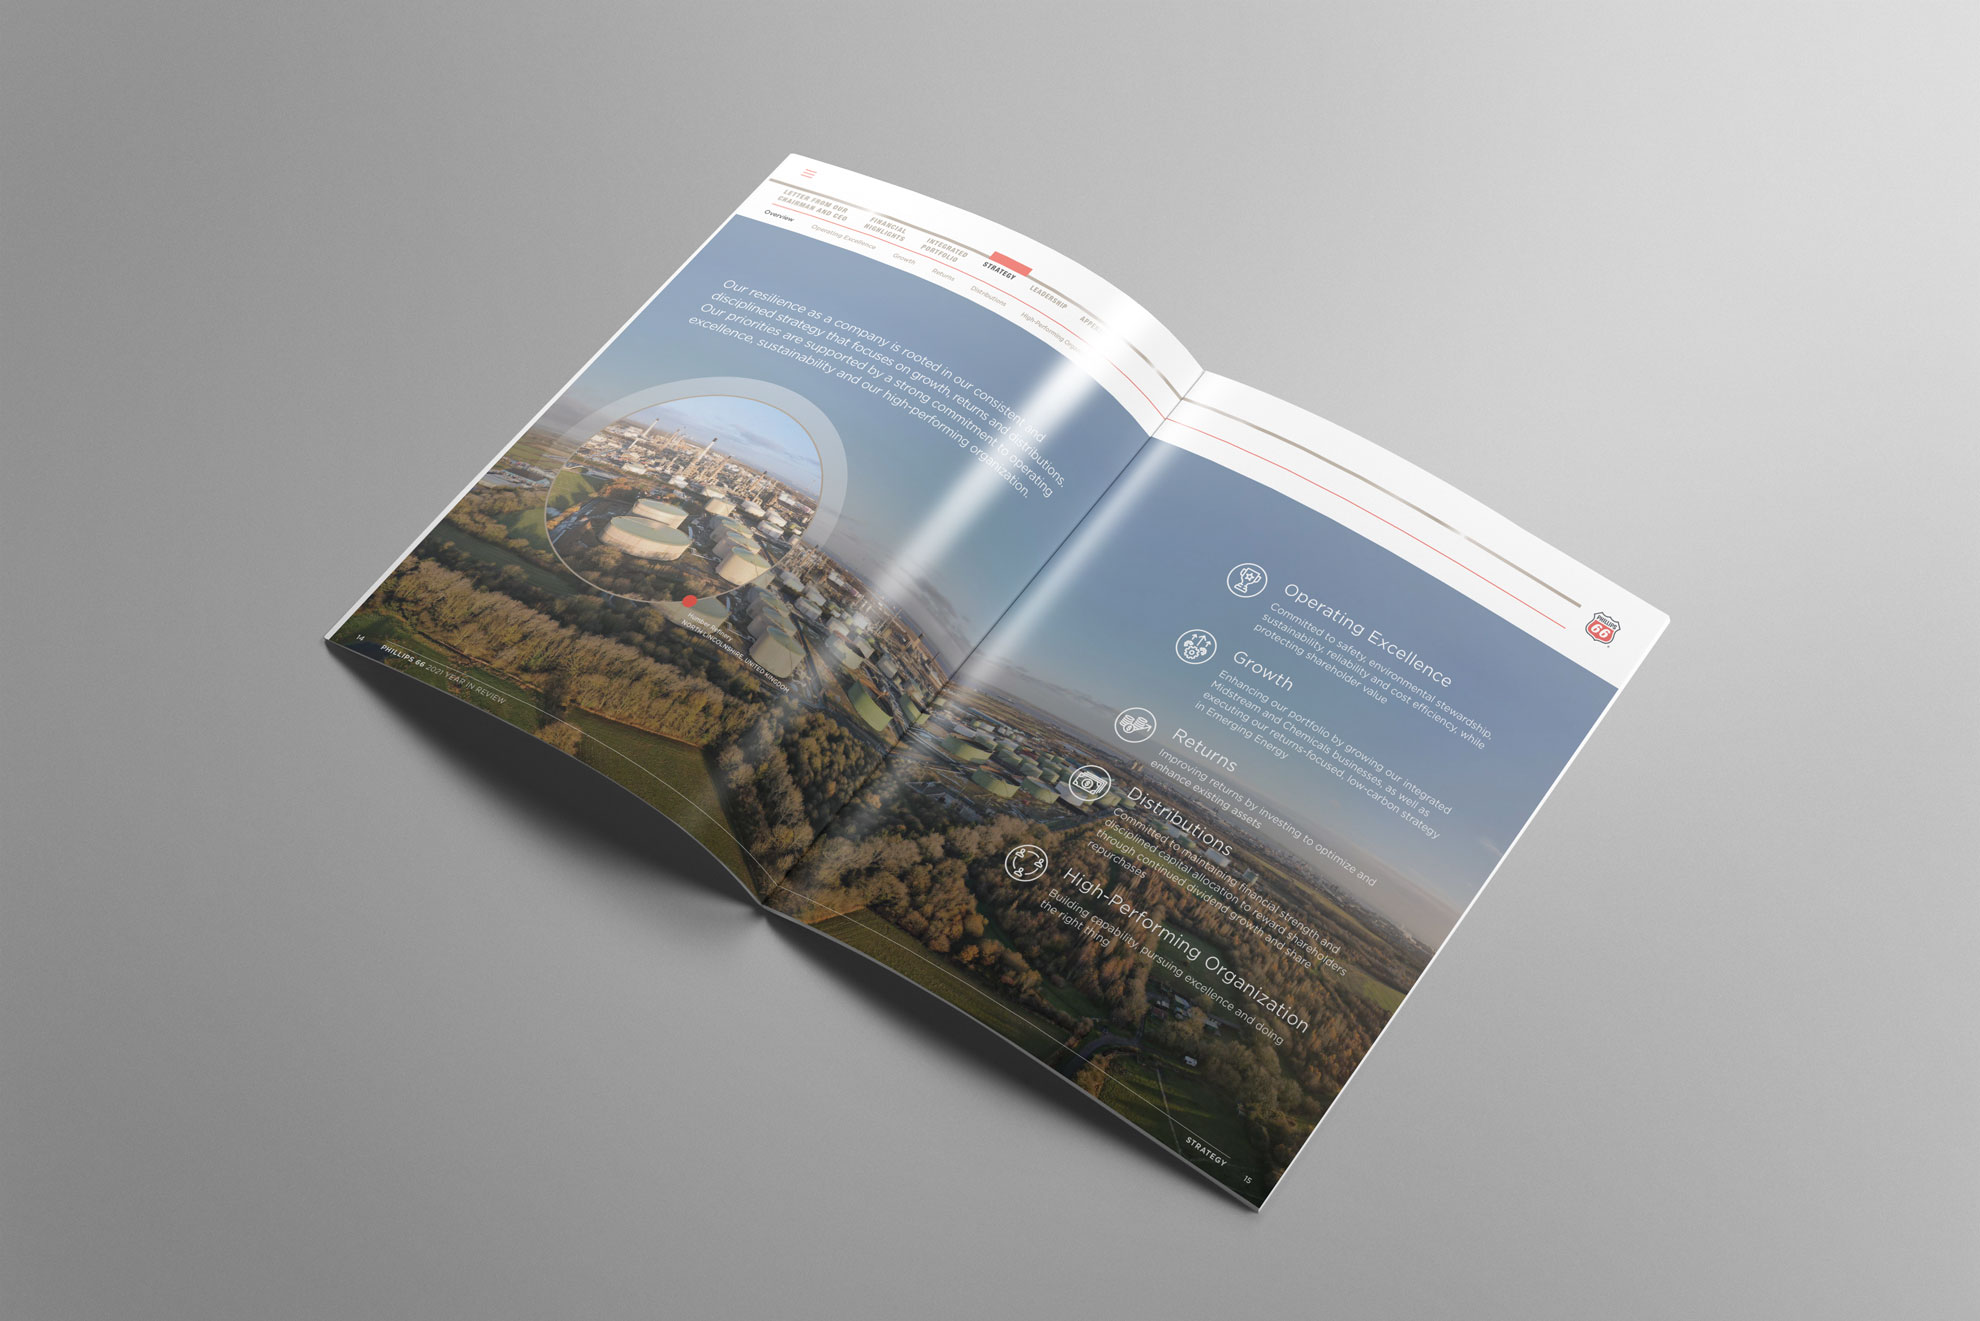 LETTER FROM OUR
CHAIRMAN AND CEO
FINANCIAL
HIGHLIGHTS
INTEGRATED
PORTFOLIO
STRATEGY
LEADERSHIP
Overview
Operating Excellence
Growth
Returns
Distributions
High-Performing
Our resilience as a company is rooted in our consistent and
disciplined strategy that focuses on growth, returns and distributions.
Our priorities are supported by a strong commitment to operating
excellence, sustainability and our high-performing organization.
Humber Refinery
NORTH LINCOLNSHIRE, UNITED KINGDOM
14
PHILLIPS 66 2021 YEAR IN REVIEW
PHILLIPS
66
Operating Excellence
Committed to safety, environmental stewardship,
sustainability, reliability and cost efficiency, while
protecting shareholder value
Growth
Enhancing our portfolio by growing our integrated
Midstream and Chemicals businesses, as well as
executing our returns-focused, low-carbon strategy
in Emerging Energy
Returns
Improving returns by investing to optimize and
enhance existing assets
Distributions
Committed to maintaining financial strength and
disciplined capital allocation to reward shareholders
through continued dividend growth and share
repurchases
High-Performing Organization
Building capability, pursuing excellence and doing
the right thing
STRATEGY
15